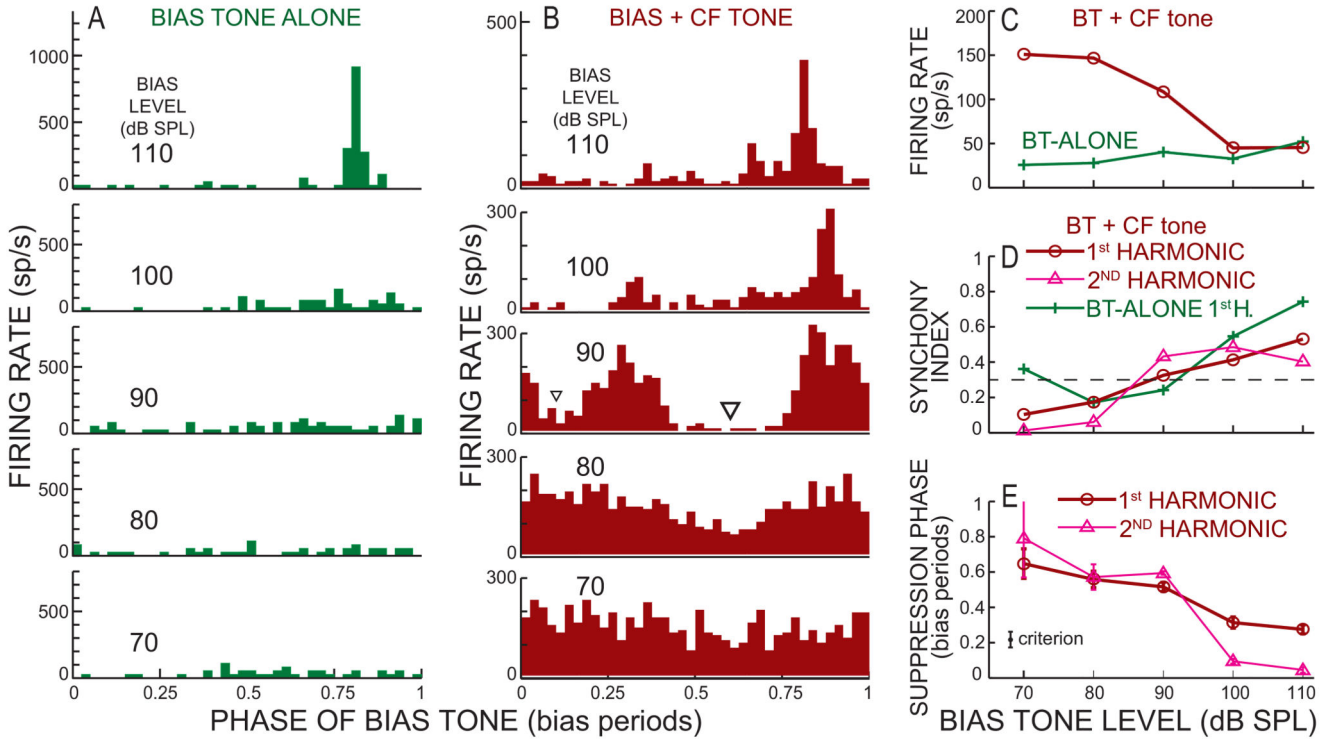 A
BIAS TONE ALONE
1000
500
0
BIAS
LEVEL
(dB SPL)
110
500
0
100
500
0
90
500
0
80
500
0
70
0
0.25
0.5
0.75
1
FIRING RATE (sp/s)
B
BIAS + CF TONE
500
0
BIAS
LEVEL
(dB SPL)
110
300
0
100
300
0
90
300
0
80
300
0
70
0
0.25
0.5
0.75
1
FIRING RATE (sp/s)
PHASE OF BIAS TONE (bias periods)
C
BT + CF tone
200
150
100
50
0
FIRING RATE
(sp/s)
BT-ALONE
BT + CF tone
D
1st HARMONIC
2ND HARMONIC
BT-ALONE 1st H.
1
0.8
0.6
0.4
0.2
0
SYNCHONY
INDEX
E
1st HARMONIC
2ND HARMONIC
1
0.8
0.6
0.4
0.2
0
criterion
SUPPRESSION PHASE
(bias periods)
70
80
90
100
110
BIAS TONE LEVEL (dB SPL)